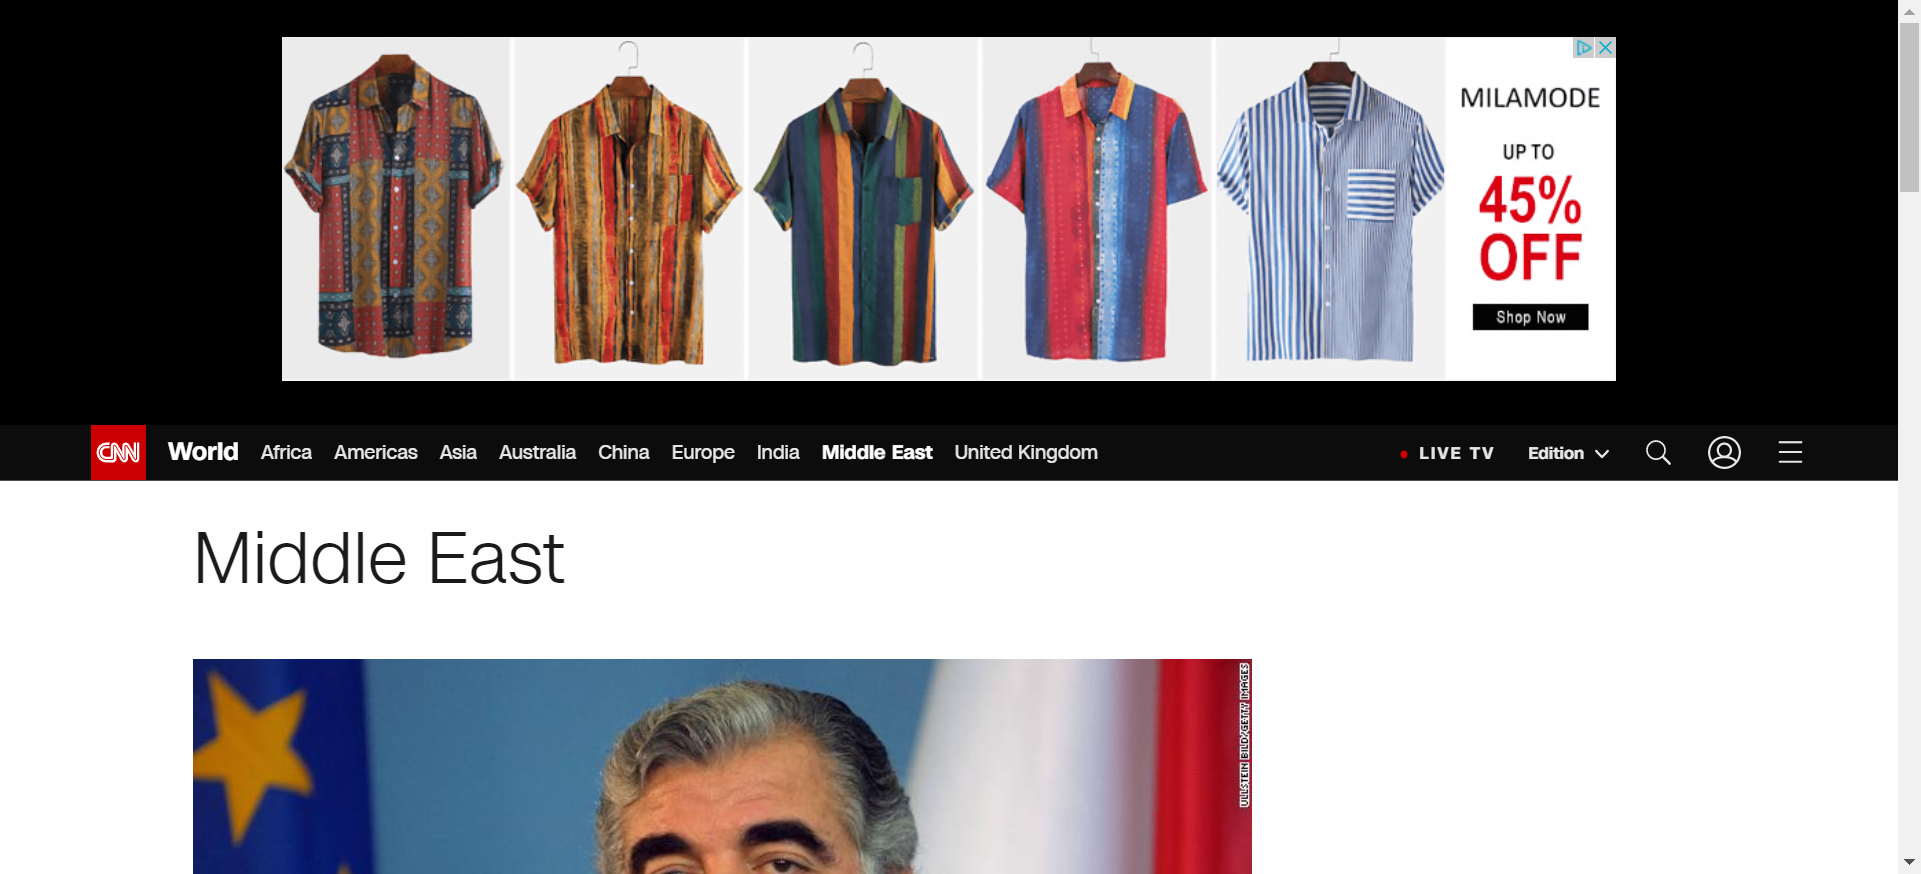 MILAMODE
UP TO
45%
OFF
Shop Now
CNN World Africa Americas Asia Australia China Europe India Middle East United Kingdom LIVE TV Edition
Middle East
ULLSTEIN BILD/GETTY IMAGES